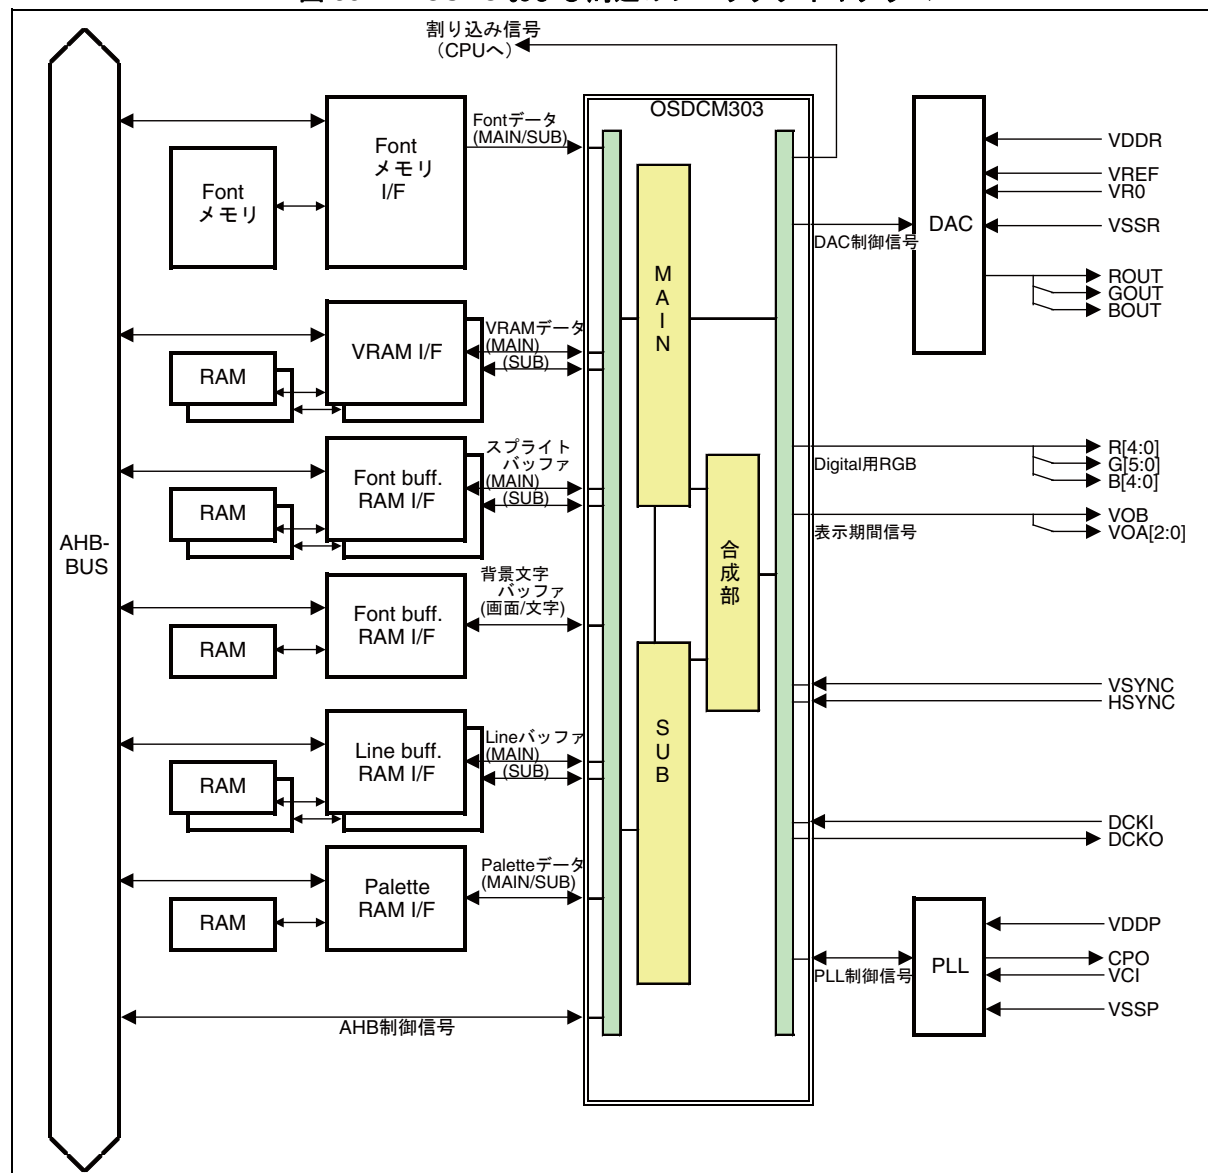 割り込み信号
(CPUへ)
OSDCM303
AHB-
BUS
Font
メモリ
I/F
Font
メモリ
Fontデータ
(MAIN/SUB)
VRAM I/F
RAM
VRAMデータ
(MAIN)
(SUB)
Font buff.
RAM I/F
RAM
スプライト
バッファ
(MAIN)
(SUB)
Font buff.
RAM I/F
RAM
背景文字
バッファ
(画面/文字)
Line buff.
RAM I/F
RAM
Lineバッファ
(MAIN)
(SUB)
Palette
RAM I/F
RAM
Paletteデータ
(MAIN/SUB)
AHB制御信号
MAIN
合成部
SUB
DAC制御信号
DAC
VDDR
VREF
VR0
VSSR
ROUT
GOUT
BOUT
Digital用RGB
R[4:0]
G[5:0]
B[4:0]
表示期間信号
VOB
VOA[2:0]
VSYNC
HSYNC
DCKI
DCKO
PLL制御信号
PLL
VDDP
CPO
VCI
VSSP